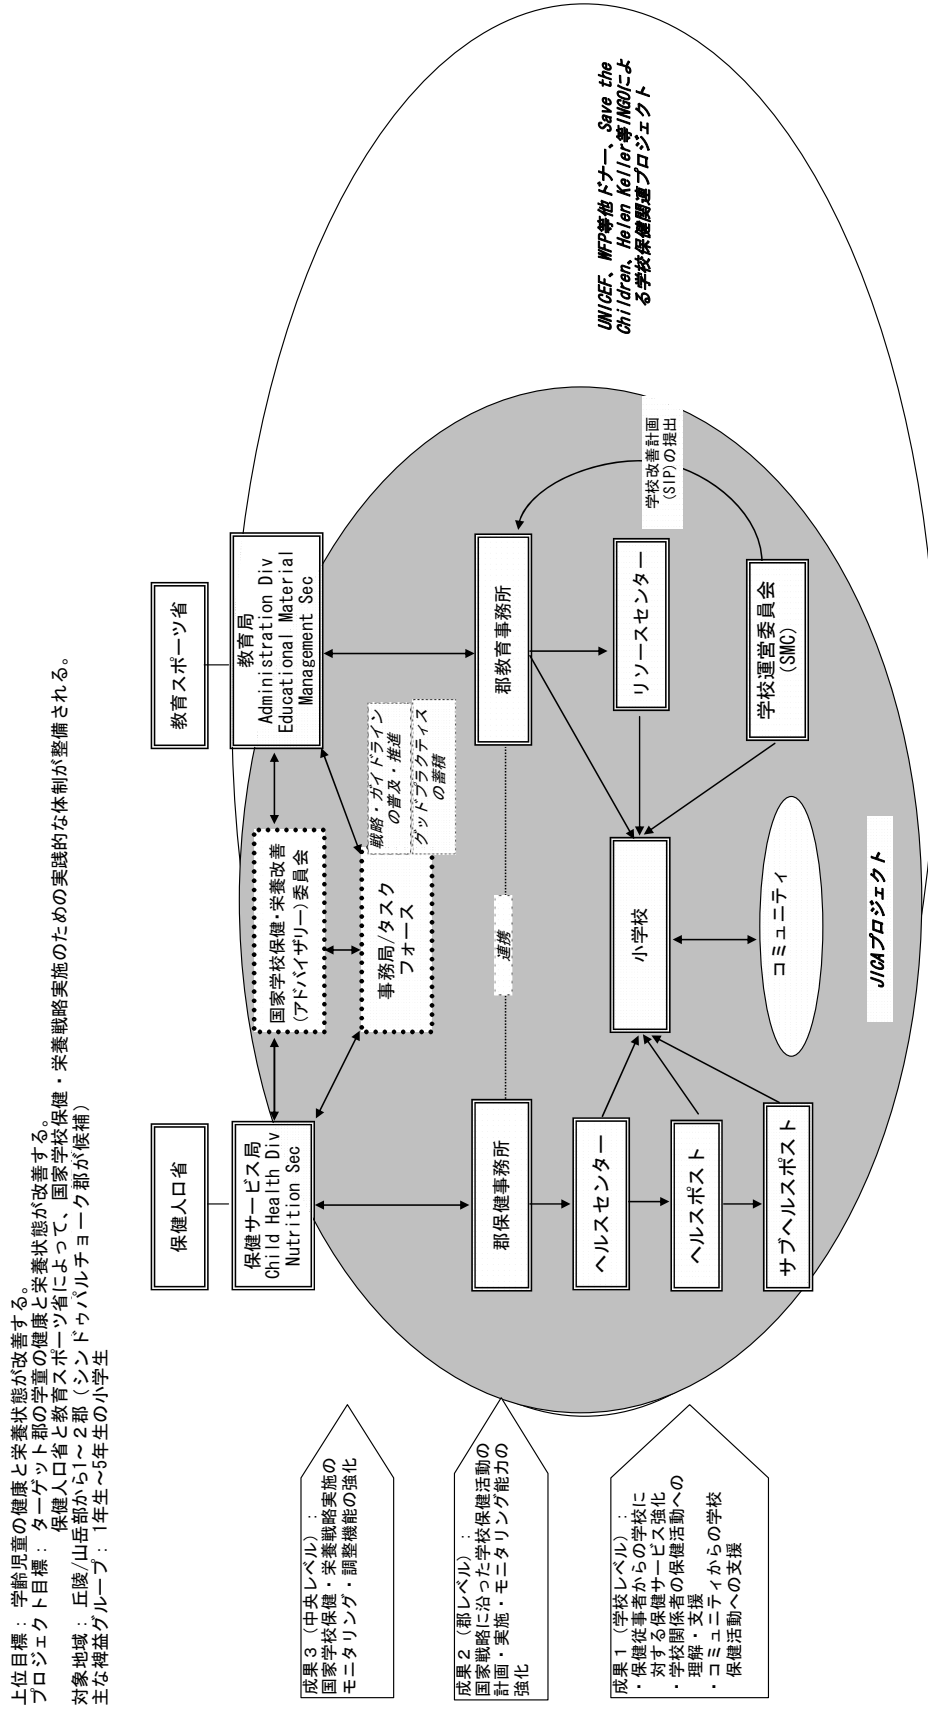 上位目標： 学齢児童の健康と栄養状態が改善する。
プロジェクト目標： ターゲット郡の学童の健康と栄養状態が改善する。
保健人口省と教育スポーツ省によって、国家学校保健・栄養戦略実施のための実践的な体制が整備される。
対象地域： 丘陵/山岳部から1～2郡（シンドゥパルチョーク郡が候補）
主な裨益グループ： 1年生～5年生の小学生
保健人口省
教育スポーツ省
保健サービス局
Child Health Div
Nutrition Sec
国家学校保健・栄養改善
(アドバイザリー)委員会
教育局
Administration Div
Educational Material
Management Sec
事務局/タスク
フォース
戦略・ガイドライン
の普及・推進
グッドプラクティス
の蓄積
成果３（中央レベル）：
国家学校保健・栄養戦略実施の
モニタリング・調整機能の強化
成果２（郡レベル）：
国家戦略に沿った学校保健活動の
計画・実施・モニタリング能力の
強化
郡保健事務所
連携
郡教育事務所
成果１（学校レベル）：
・保健従事者からの学校に
対する保健サービス強化
・学校関係者の保健活動への
理解・支援
・コミュニティからの学校
保健活動への支援
ヘルスセンター
ヘルスポスト
サブヘルスポスト
小学校
コミュニティ
リソースセンター
学校運営委員会
(SMC)
学校改善計画
(SIP)の提出
JICAプロジェクト
UNICEF、WFP等他ドナー、Save the
Children、Helen Keller等INGOによ
る学校保健関連プロジェクト